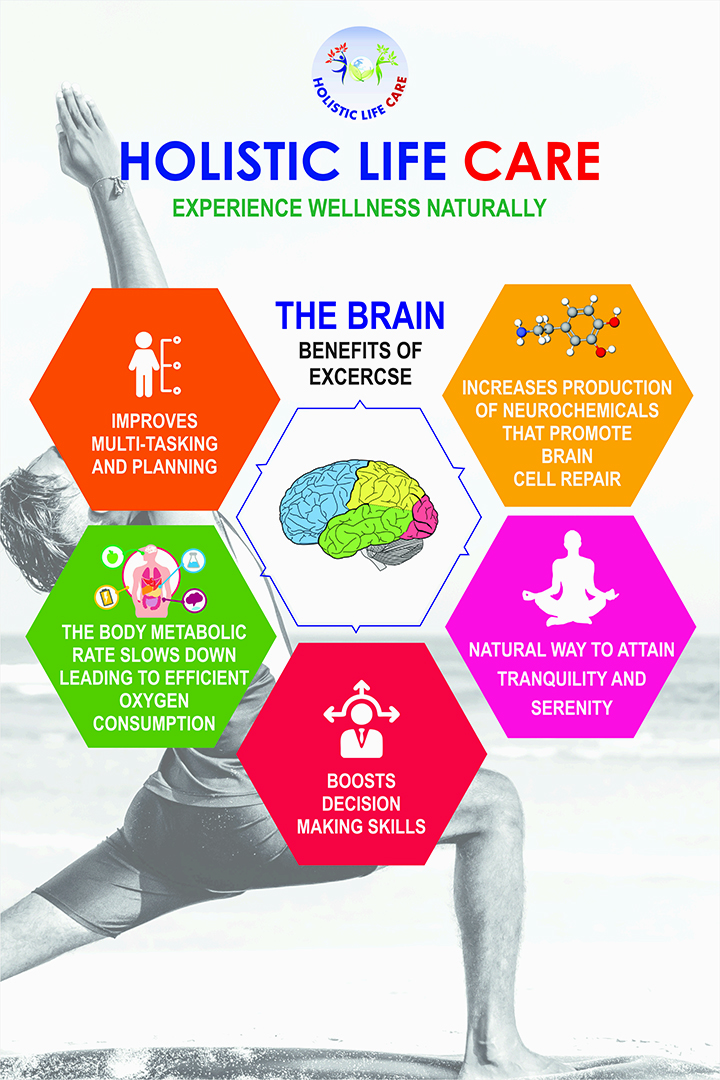 HOLISTIC LIFE CARE
HOLISTIC LIFE CARE
EXPERIENCE WELLNESS NATURALLY
THE BRAIN
BENEFITS OF
EXCERCSE
IMPROVES
MULTI-TASKING
AND PLANNING
INCREASES PRODUCTION
OF NEUROCHEMICALS
THAT PROMOTE
BRAIN
CELL REPAIR
THE BODY METABOLIC
RATE SLOWS DOWN
LEADING TO EFFICIENT
OXYGEN
CONSUMPTION
NATURAL WAY TO ATTAIN
TRANQUILITY AND
SERENITY
BOOSTS
DECISION
MAKING SKILLS